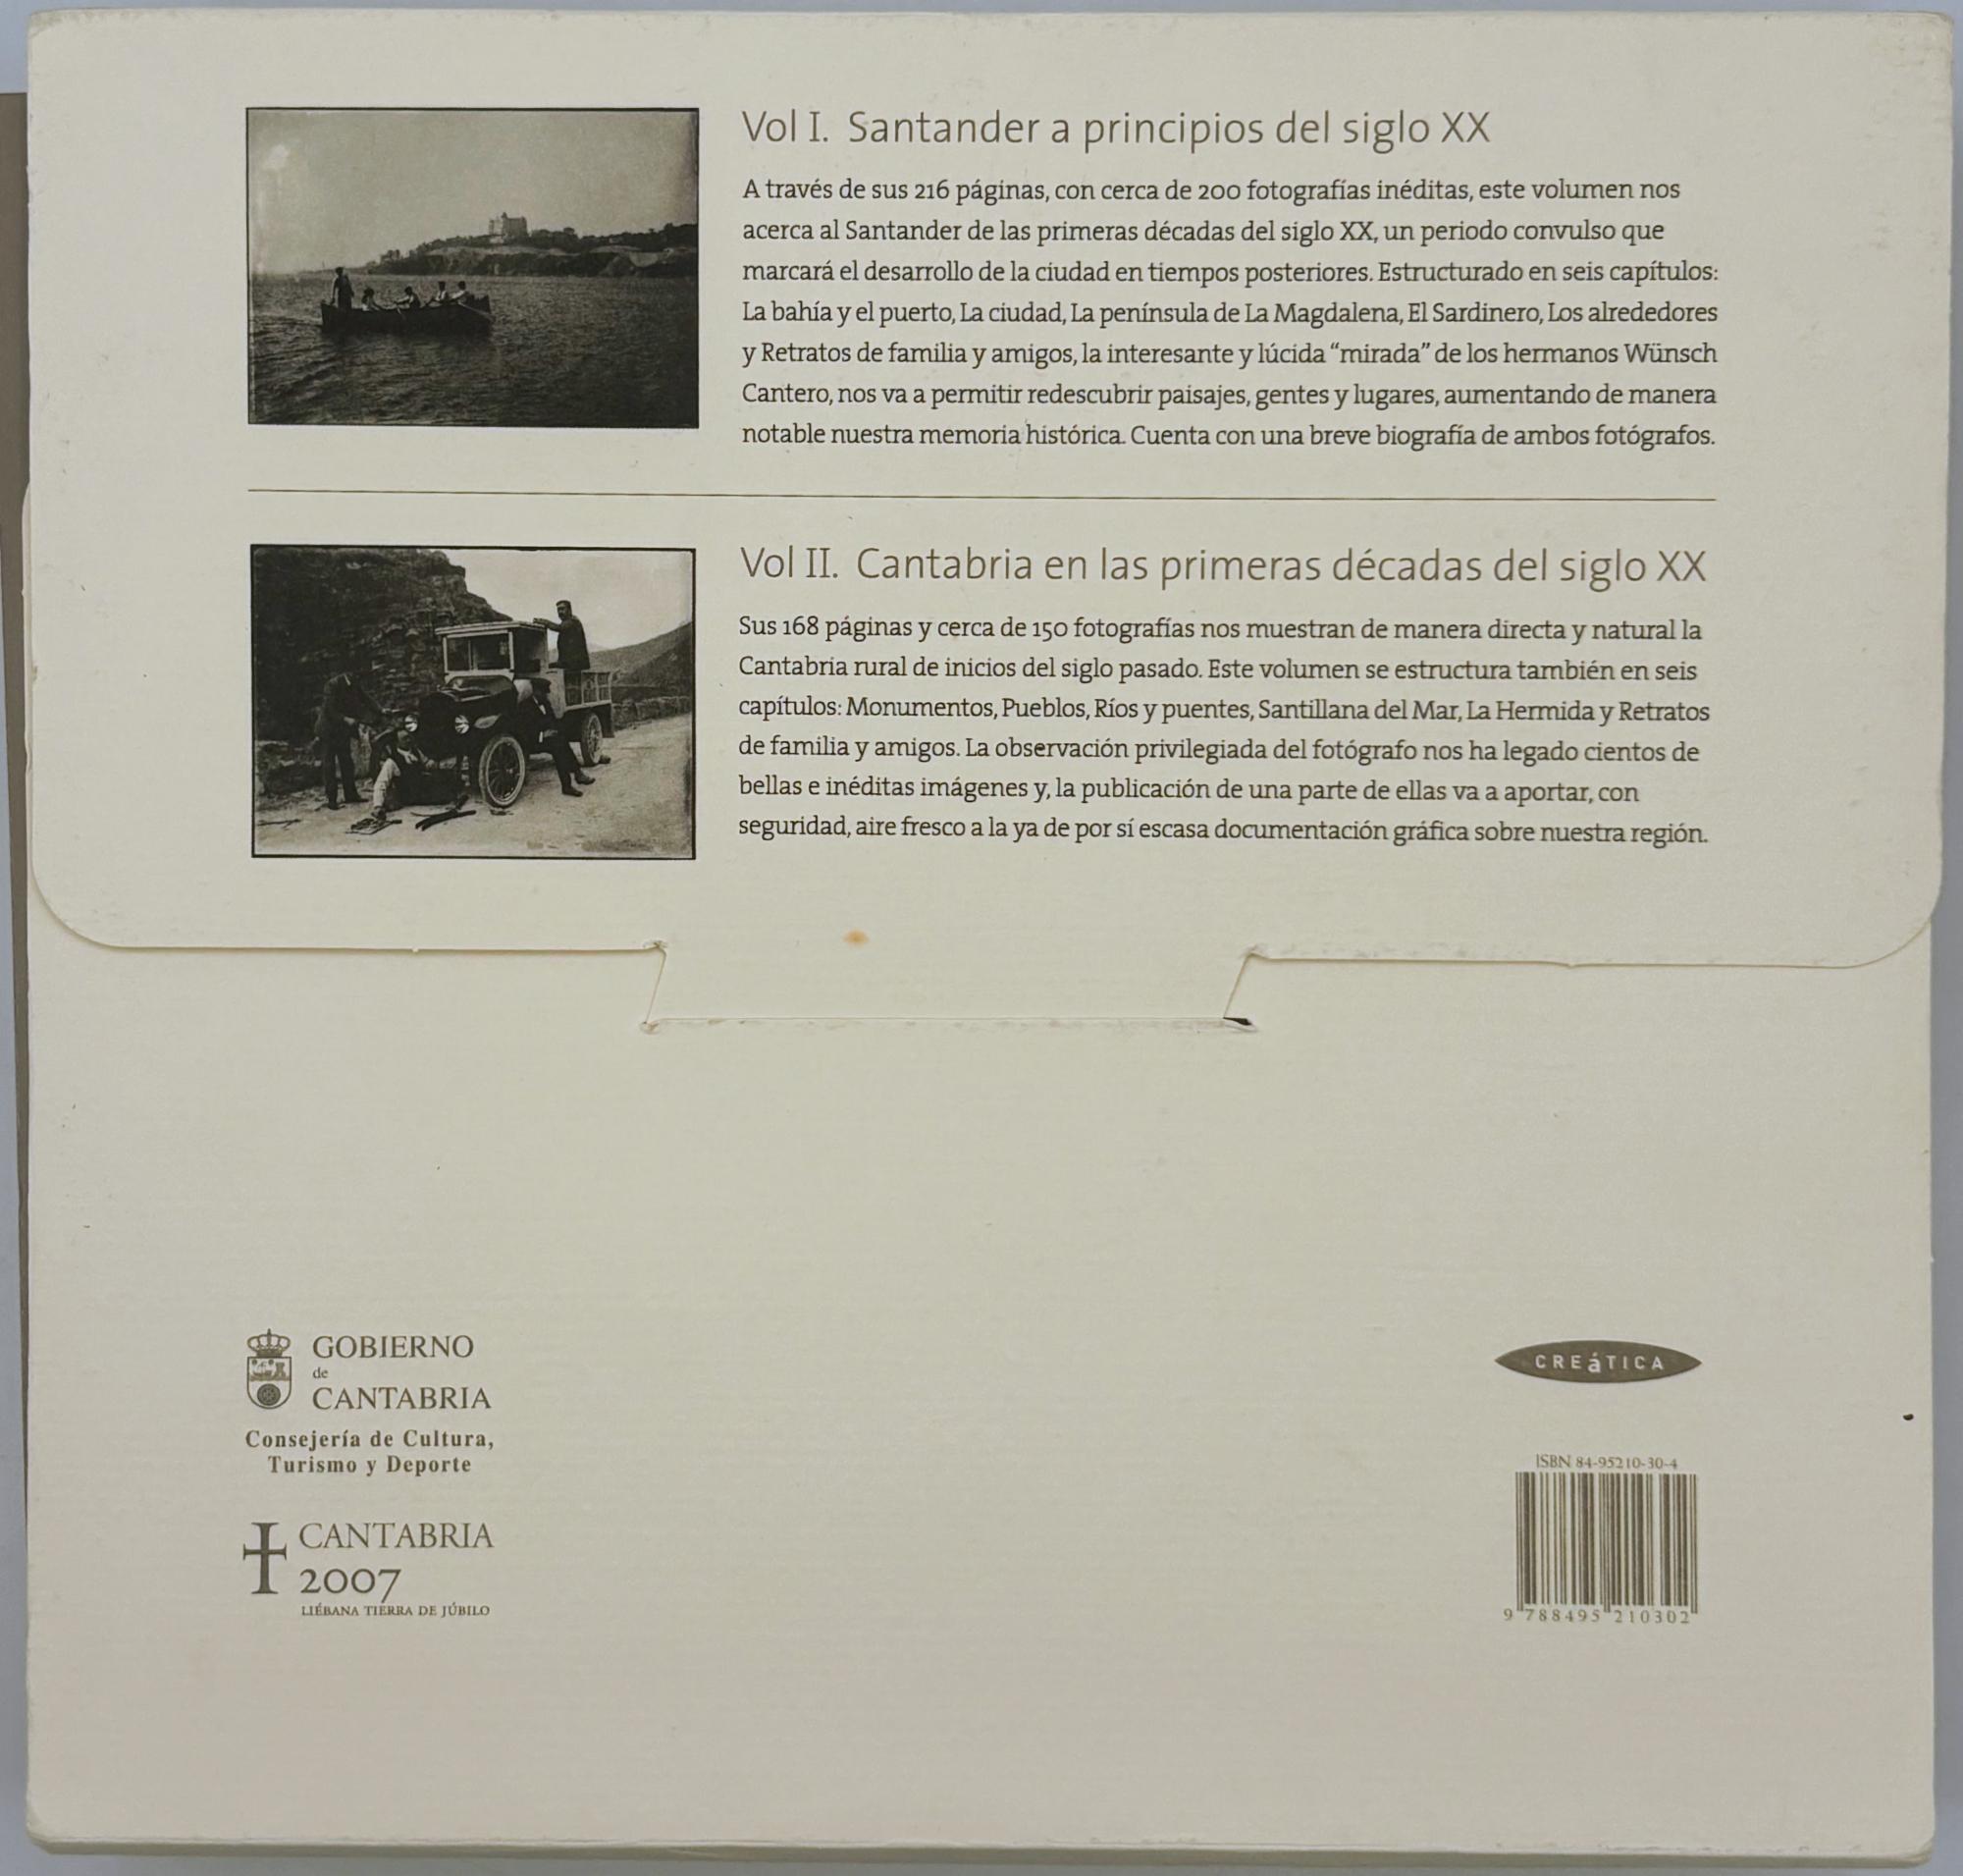 Vol I. Santander a principios del siglo XX
A través de sus 216 páginas, con cerca de 200 fotografías inéditas, este volumen nos
acerca al Santander de las primeras décadas del siglo XX, un periodo convulso que
marcará el desarrollo de la ciudad en tiempos posteriores. Estructurado en seis capítulos:
La bahía y el puerto, La ciudad, La península de La Magdalena, El Sardinero, Los alrededores
y Retratos de familia y amigos, la interesante y lúcida “mirada” de los hermanos Wünsch
Cantero, nos va a permitir redescubrir paisajes, gentes y lugares, aumentando de manera
notable nuestra memoria histórica. Cuenta con una breve biografía de ambos fotógrafos.
Vol II. Cantabria en las primeras décadas del siglo XX
Sus 168 páginas y cerca de 150 fotografías nos muestran de manera directa y natural la
Cantabria rural de inicios del siglo pasado. Este volumen se estructura también en seis
capítulos: Monumentos, Pueblos, Ríos y puentes, Santillana del Mar, La Hermida y Retratos
de familia y amigos. La observación privilegiada del fotógrafo nos ha legado cientos de
bellas e inéditas imágenes y, la publicación de una parte de ellas va a aportar, con
seguridad, aire fresco a la ya de por sí escasa documentación gráfica sobre nuestra región.
GOBIERNO
de
CANTABRIA
Consejería de Cultura,
Turismo y Deporte
CANTABRIA
2007
LIÉBANA TIERRA DE JÚBILO
CREáTICA
ISBN 84-95210-30-4
9 788495 210302